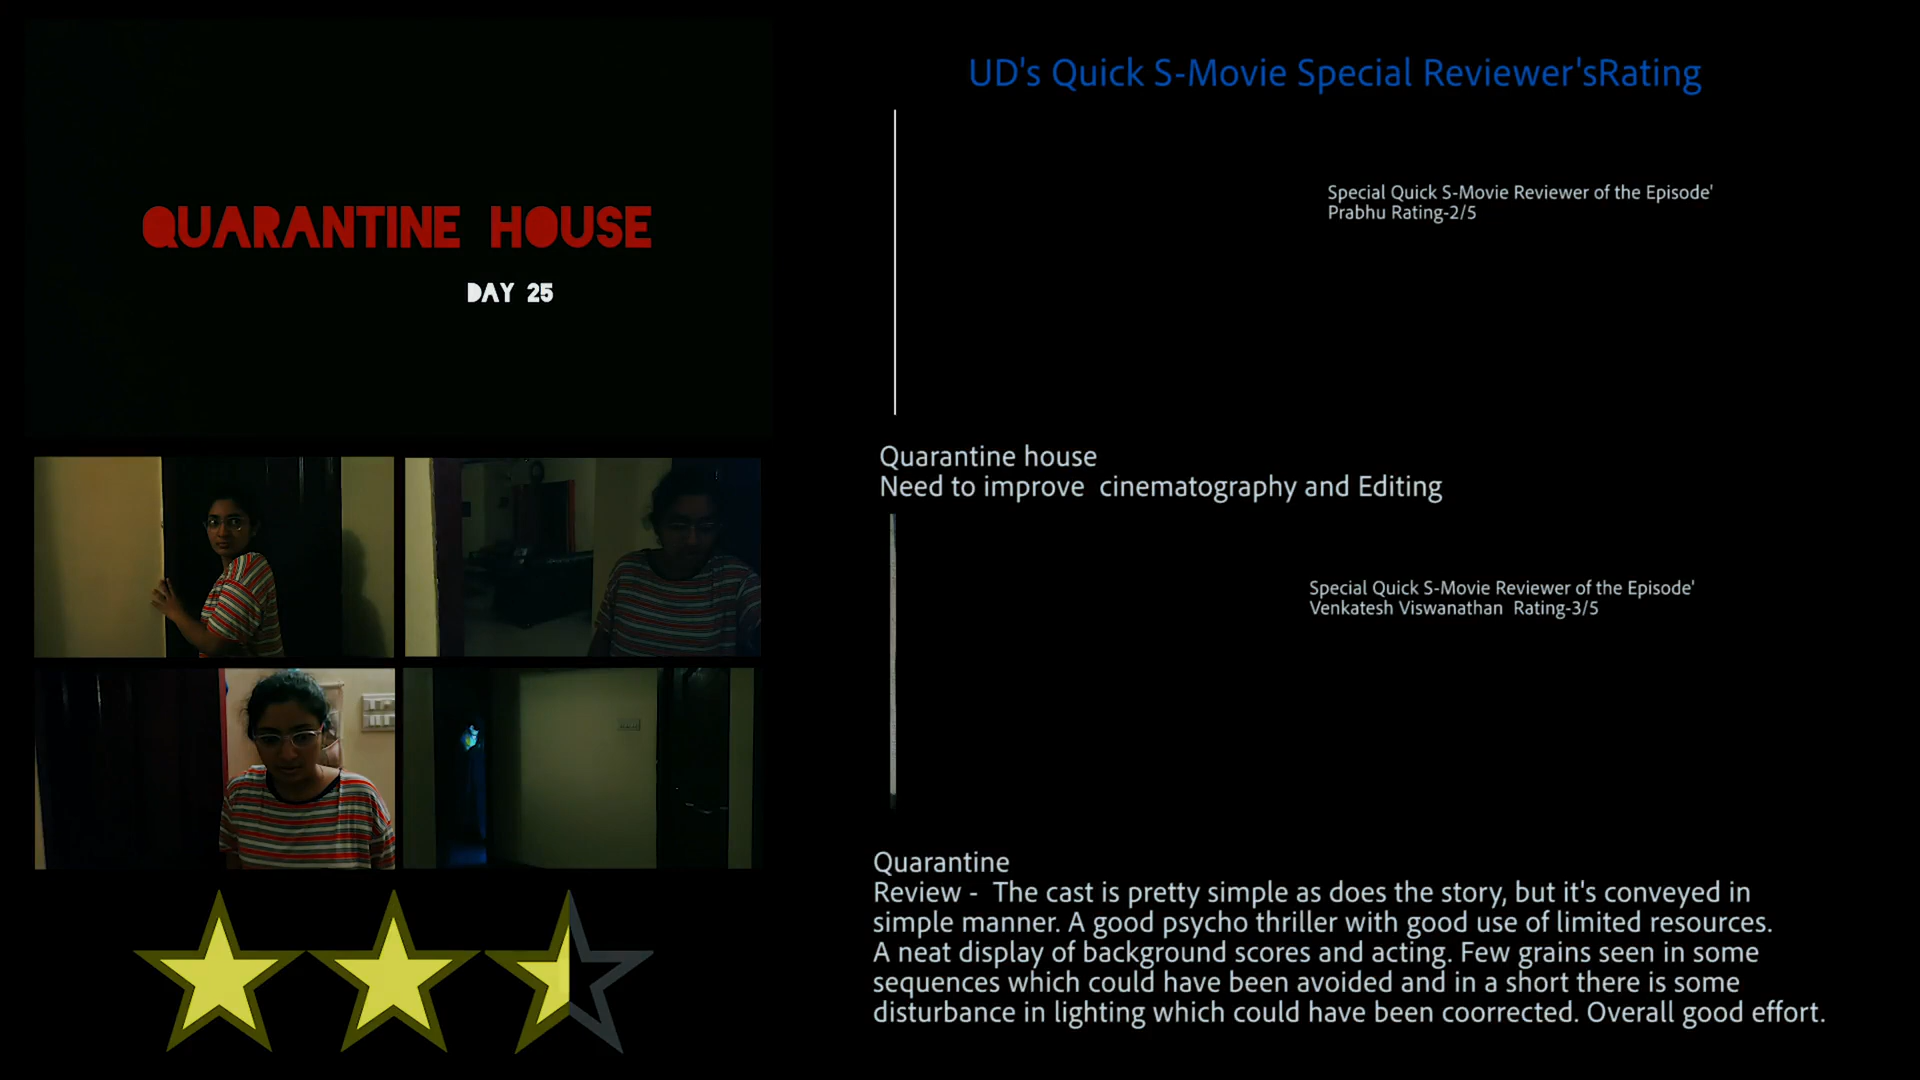 QUARANTINE HOUSE
DAY 25
UD's Quick S-Movie Special Reviewer'sRating
Special Quick S-Movie Reviewer of the Episode'
Prabhu Rating-2/5
Quarantine house
Need to improve cinematography and Editing
Special Quick S-Movie Reviewer of the Episode'
Venkatesh Viswanathan Rating-3/5
Quarantine
Review - The cast is pretty simple as does the story, but it's conveyed in
simple manner. A good psycho thriller with good use of limited resources.
A neat display of background scores and acting. Few grains seen in some
sequences which could have been avoided and in a short there is some
disturbance in lighting which could have been coorrected. Overall good effort.